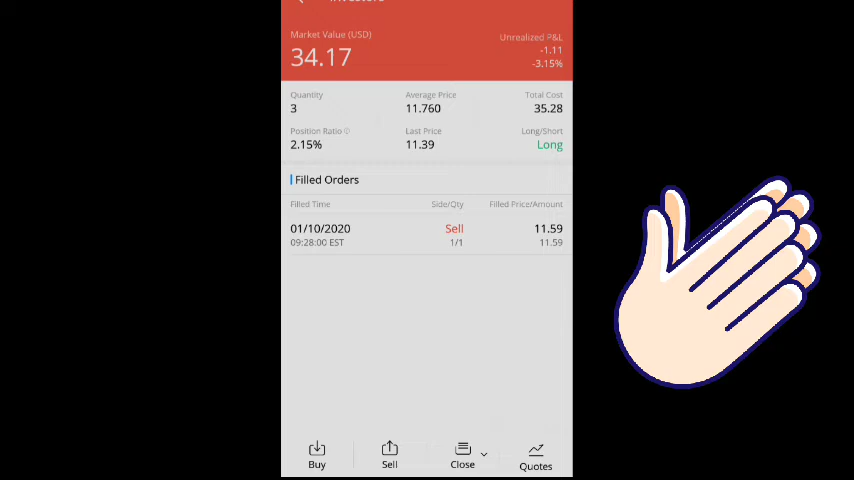 Investors
Market Value (USD) Unrealized P&L
34.17 -1.11
-3.15%
Quantity Average Price Total Cost
3 11.760 35.28
Position Ratio Last Price Long/Short
2.15% 11.39 Long
Filled Orders
Filled Time Side/Qty Filled Price/Amount
01/10/2020 Sell 11.59
09:28:00 EST 1/1 11.59
Buy Sell Close Quotes